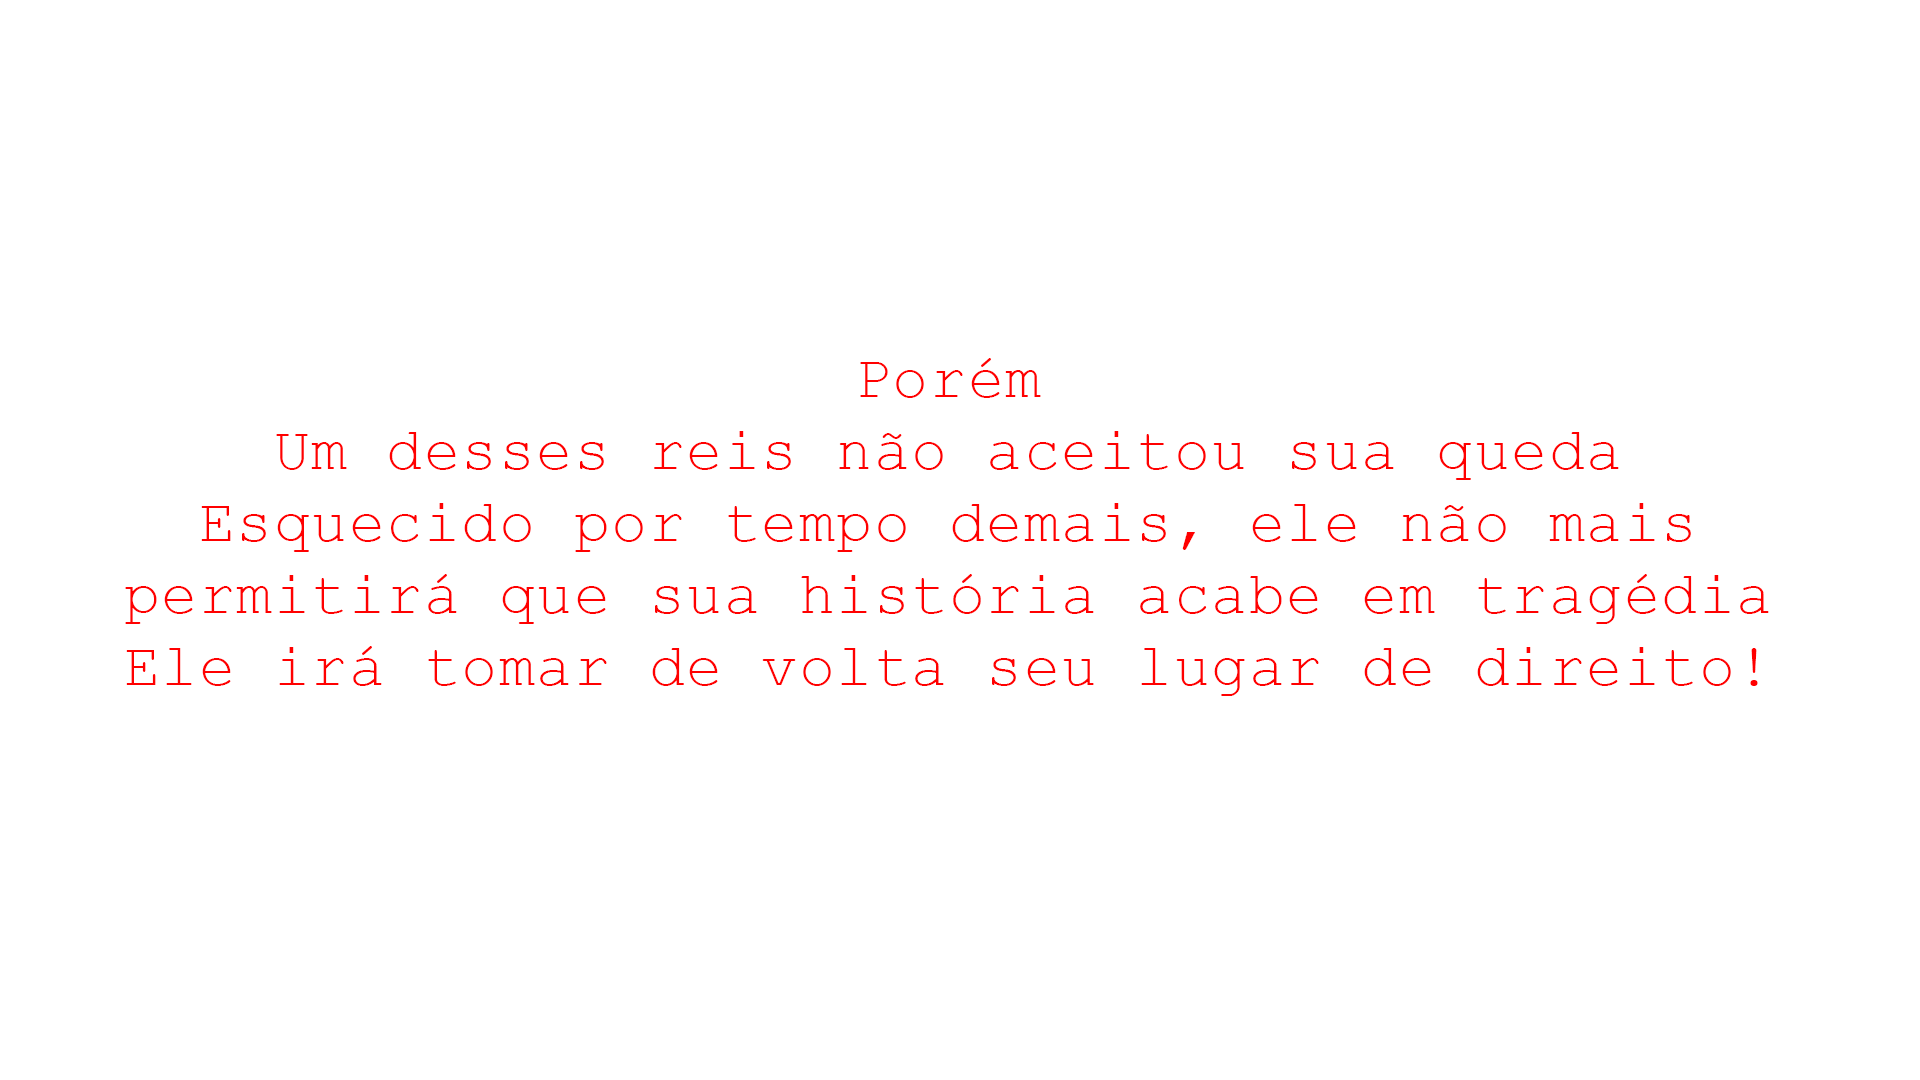 Porém
Um desses reis não aceitou sua queda
Esquecido por tempo demais, ele não mais
permitirá que sua história acabe em tragédia
Ele irá tomar de volta seu lugar de direito!